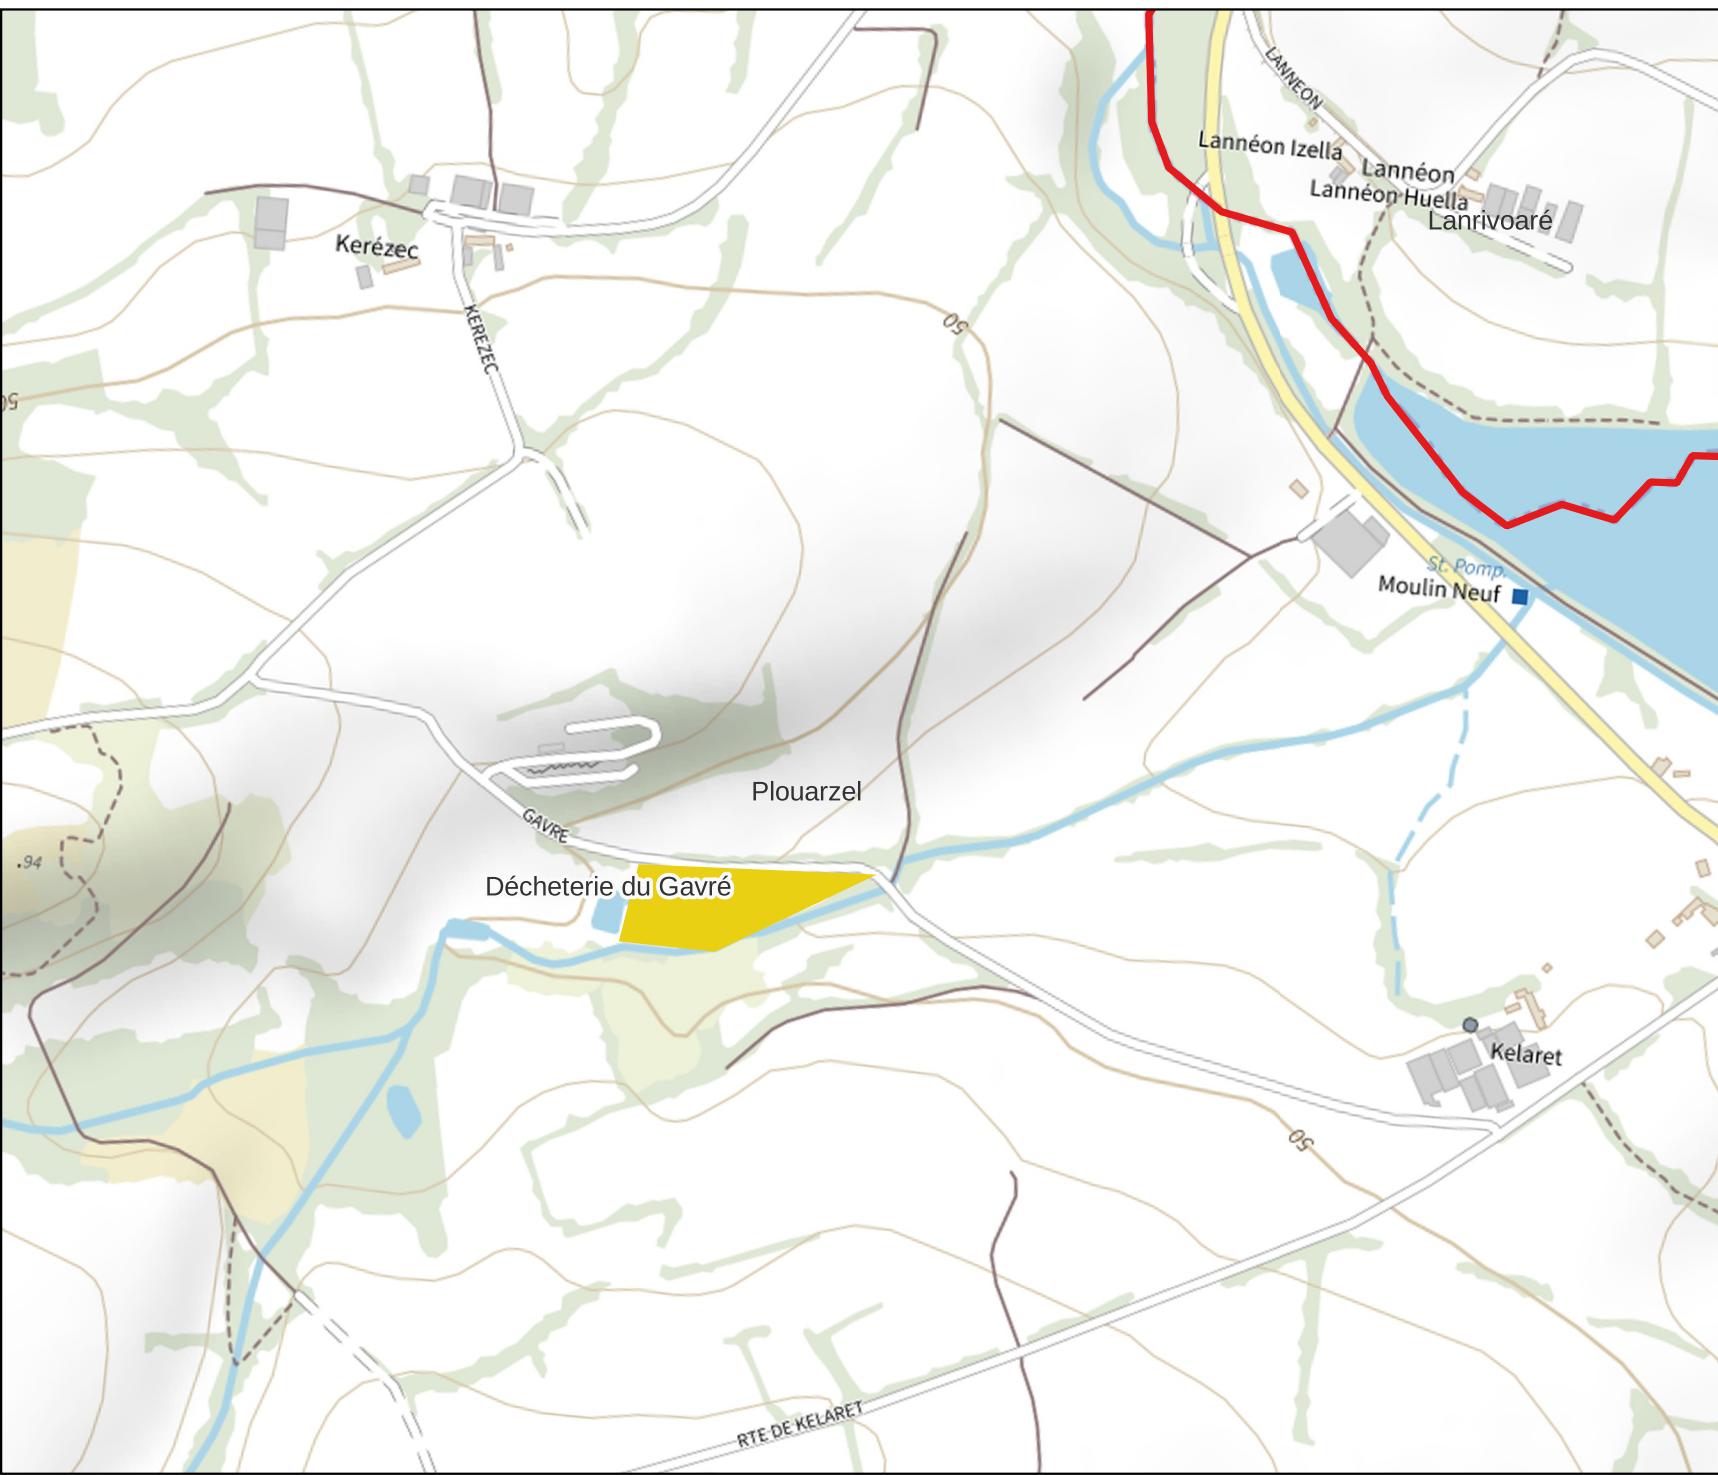 LANNEON
Lannéon Izella
Lannéon
Lannéon Huella
Lanrivoaré
Kerézec
KEREZEC
50
50
St. Pomp.
Moulin Neuf
Plouarzel
GAVRE
.94
Décheterie du Gavré
Kelaret
50
RTE DE KELARET